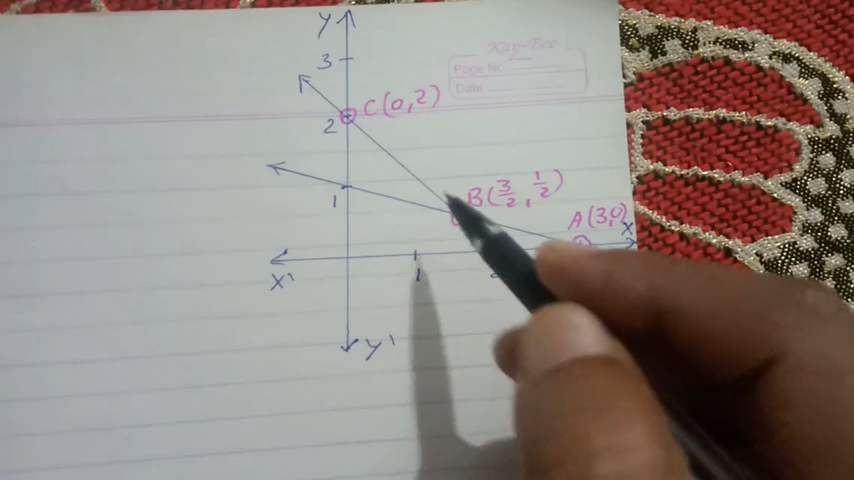 y
Kay-Bee
Page No.
Date
3
C(0,2)
2
B(3/2, 1/2)
1
A(3,0)
x
x'
1
y'